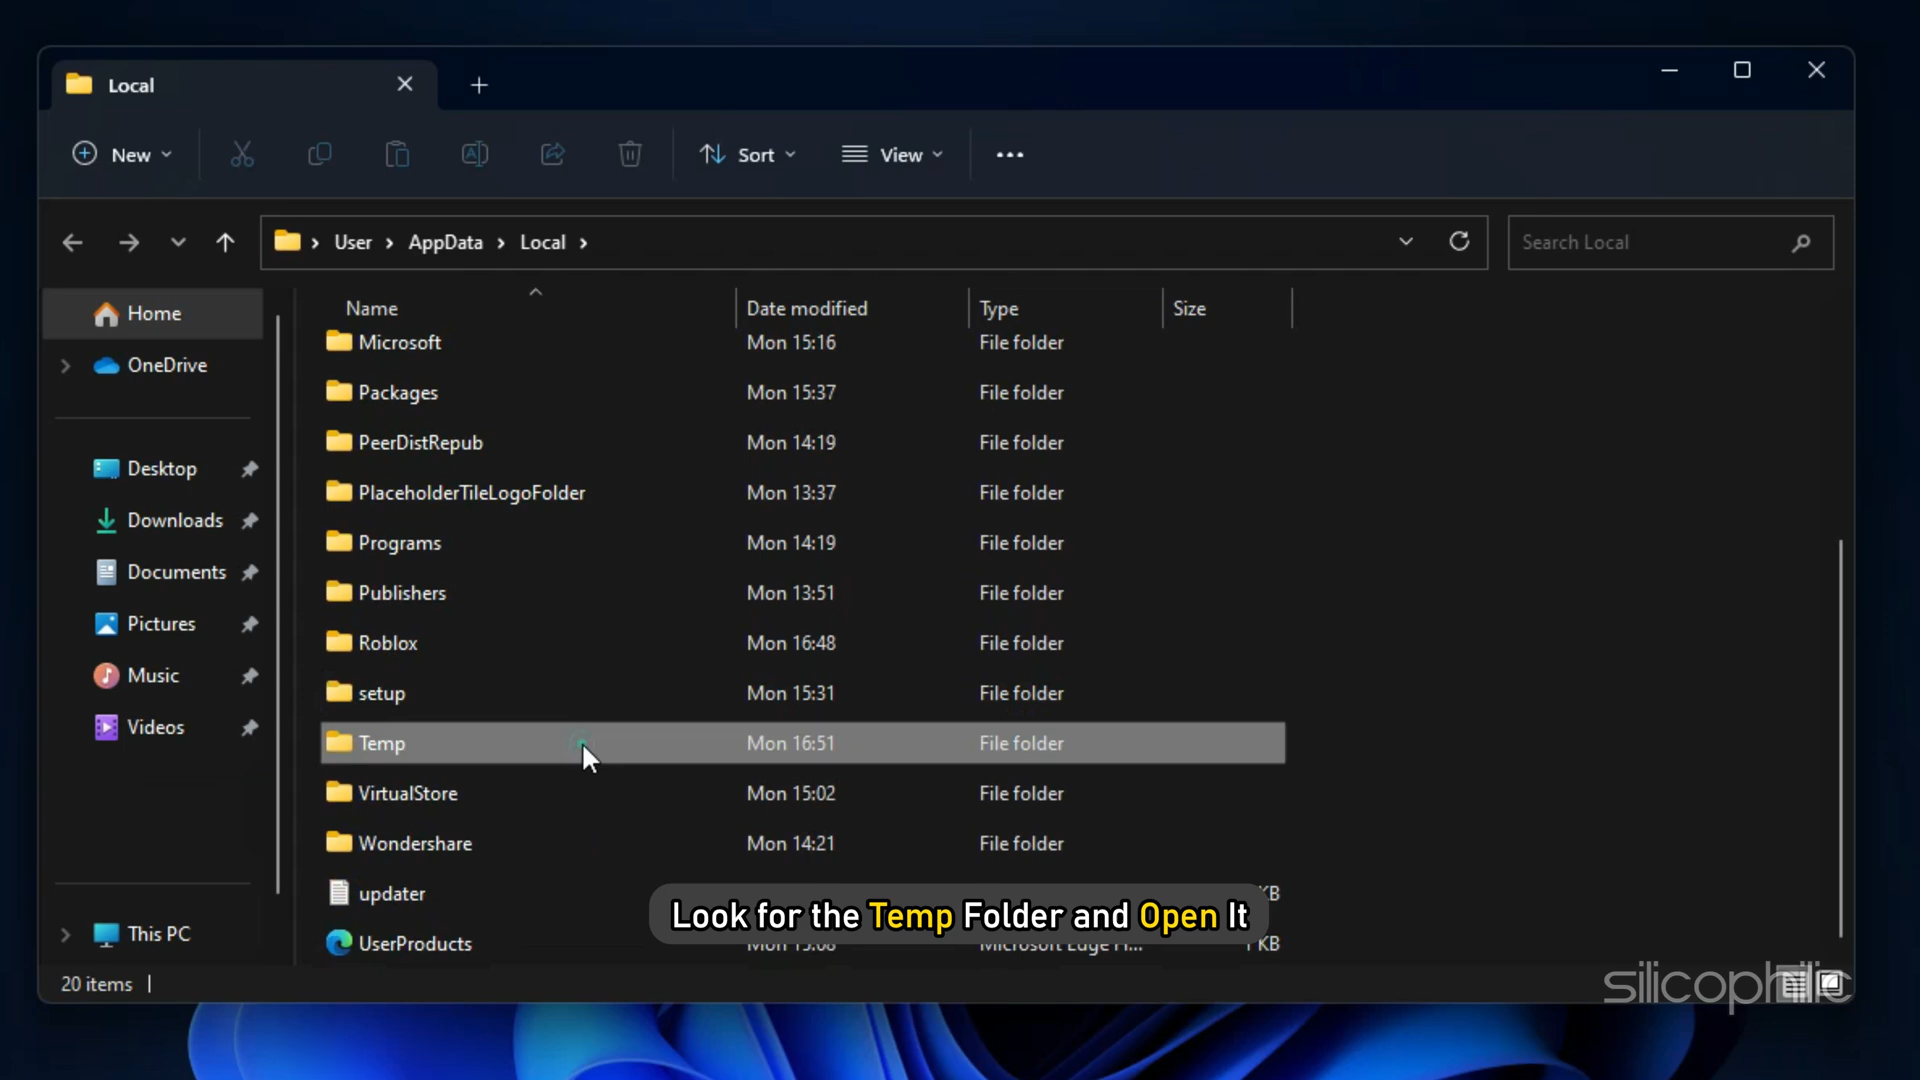 Local
New
Sort
View
User
AppData
Local
Search Local
Home
OneDrive
Desktop
Downloads
Documents
Pictures
Music
Videos
This PC
Name Date modified Type Size
Microsoft Mon 15:16 File folder
Packages Mon 15:37 File folder
PeerDistRepub Mon 14:19 File folder
PlaceholderTileLogoFolder Mon 13:37 File folder
Programs Mon 14:19 File folder
Publishers Mon 13:51 File folder
Roblox Mon 16:48 File folder
setup Mon 15:31 File folder
Temp Mon 16:51 File folder
VirtualStore Mon 15:02 File folder
Wondershare Mon 14:21 File folder
updater KB
Look for the Temp Folder and Open It
UserProducts Mon 15:08 Microsoft Edge H... 1 KB
20 items
silicophilic